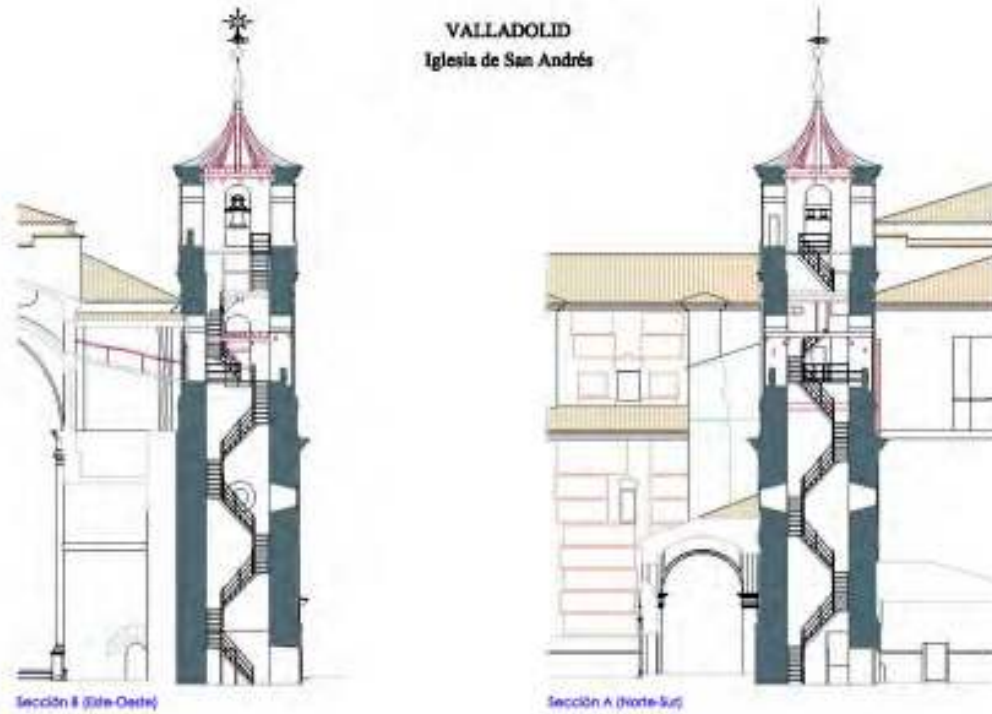 VALLADOLID
Iglesia de San Andrés
Sección B (Este-Oeste)
Sección A (Norte-Sur)